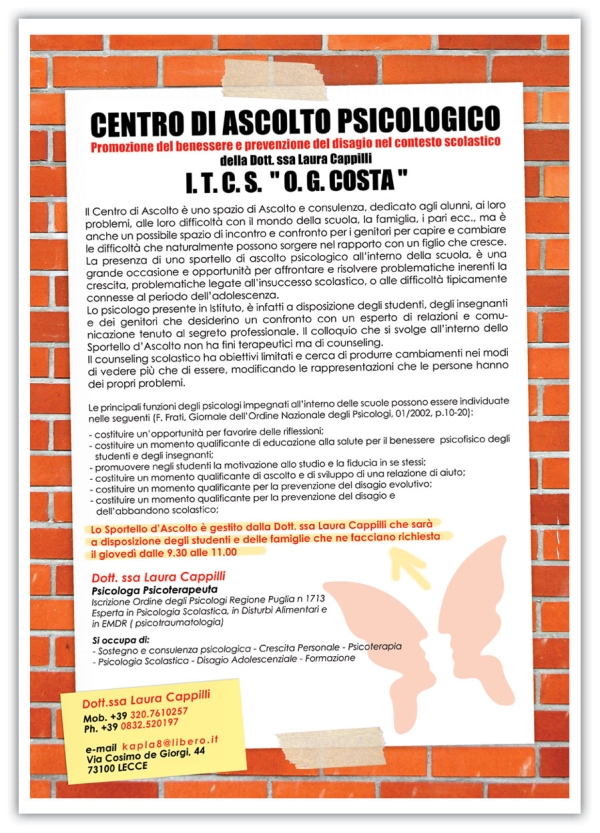 CENTRO DI ASCOLTO PSICOLOGICO
Promozione del benessere e prevenzione del disagio nel contesto scolastico
della Dott. ssa Laura Cappilli
I. T. C. S. " O. G. COSTA "
Il Centro di Ascolto è uno spazio di Ascolto e consulenza, dedicato agli alunni, ai loro
problemi, alle loro difficoltà con il mondo della scuola, la famiglia, i pari ecc., ma è
anche un possibile spazio di incontro e confronto per i genitori per capire e cambiare
le difficoltà che naturalmente possono sorgere nel rapporto con un figlio che cresce.
La presenza di uno sportello di ascolto psicologico all'interno della scuola, è una
grande occasione e opportunità per affrontare e risolvere problematiche inerenti la
crescita, problematiche legate all'insuccesso scolastico, o alle difficoltà tipicamente
connesse al periodo dell'adolescenza.
Lo psicologo presente in Istituto, è infatti a disposizione degli studenti, degli insegnanti
e dei genitori che desiderino un confronto con un esperto di relazioni e comu-
nicazione tenuto al segreto professionale. Il colloquio che si svolge all'interno dello
Sportello d'Ascolto non ha fini terapeutici ma di counseling.
Il counseling scolastico ha obiettivi limitati e cerca di produrre cambiamenti nei modi
di vedere più che di essere, modificando le rappresentazioni che le persone hanno
dei propri problemi.
Le principali funzioni degli psicologi impegnati all'interno delle scuole possono essere individuate
nelle seguenti (F. Frati, Giornale dell'Ordine Nazionale degli Psicologi, 01/2002, p.10-20):
- costituire un'opportunità per favorire delle riflessioni;
- costituire un momento qualificante di educazione alla salute per il benessere psicofisico degli
studenti e degli insegnanti;
- promuovere negli studenti la motivazione allo studio e la fiducia in se stessi;
- costituire un momento qualificante di ascolto e di sviluppo di una relazione di aiuto;
- costituire un momento qualificante per la prevenzione del disagio evolutivo;
- costituire un momento qualificante per la prevenzione del disagio e
dell'abbandono scolastico;
Lo Sportello d'Ascolto è gestito dalla Dott. ssa Laura Cappilli che sarà
a disposizione degli studenti e delle famiglie che ne facciano richiesta
il giovedì dalle 9.30 alle 11.00
Dott. ssa Laura Cappilli
Psicologa Psicoterapeuta
Iscrizione Ordine degli Psicologi Regione Puglia n 1713
Esperta in Psicologia Scolastica, in Disturbi Alimentari e
in EMDR ( psicotraumatologia)
Si occupa di:
- Sostegno e consulenza psicologica - Crescita Personale - Psicoterapia
- Psicologia Scolastica - Disagio Adolescenziale - Formazione
Dott.ssa Laura Cappilli
Mob. +39 320.7610257
Ph. +39 0832.520197
e-mail kapla8@libero.it
Via Cosimo de Giorgi, 44
73100 LECCE